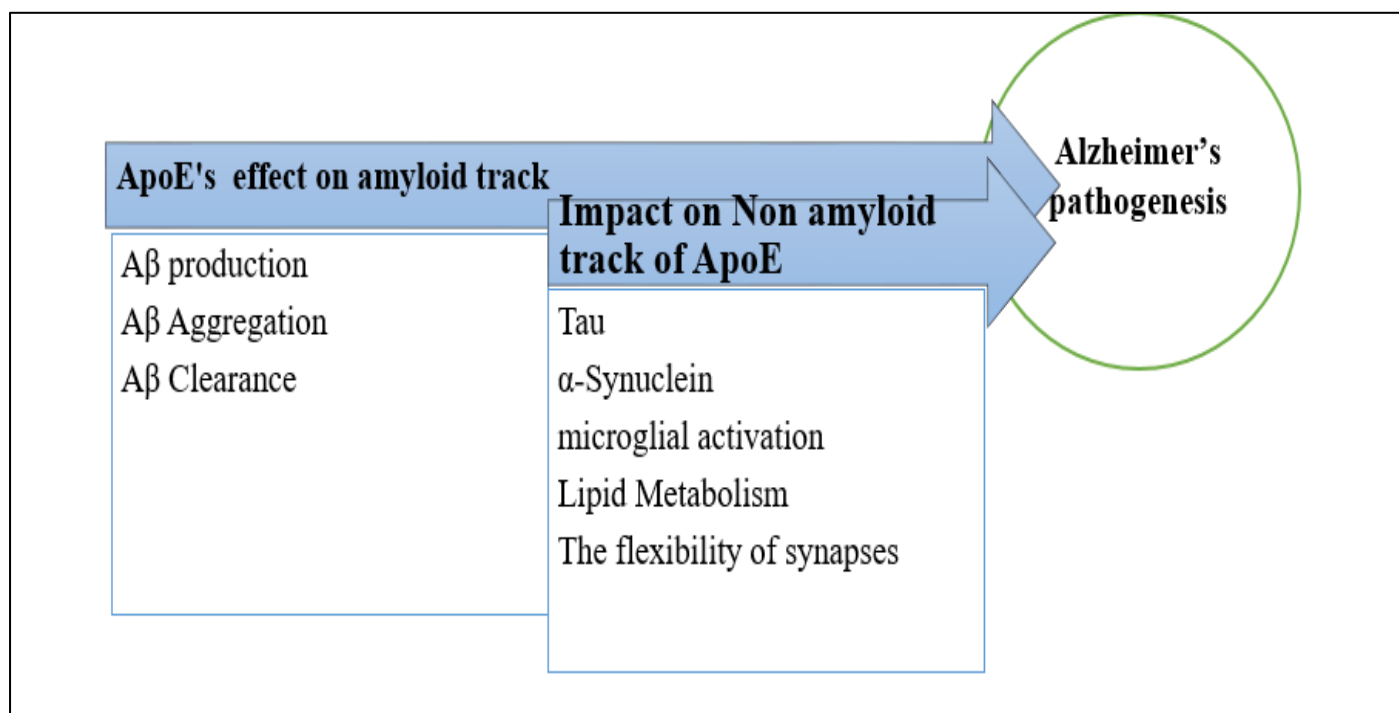 ApoE's effect on amyloid track
Aβ production
Aβ Aggregation
Aβ Clearance
Impact on Non amyloid
track of ApoE
Tau
α-Synuclein
microglial activation
Lipid Metabolism
The flexibility of synapses
Alzheimer’s
pathogenesis